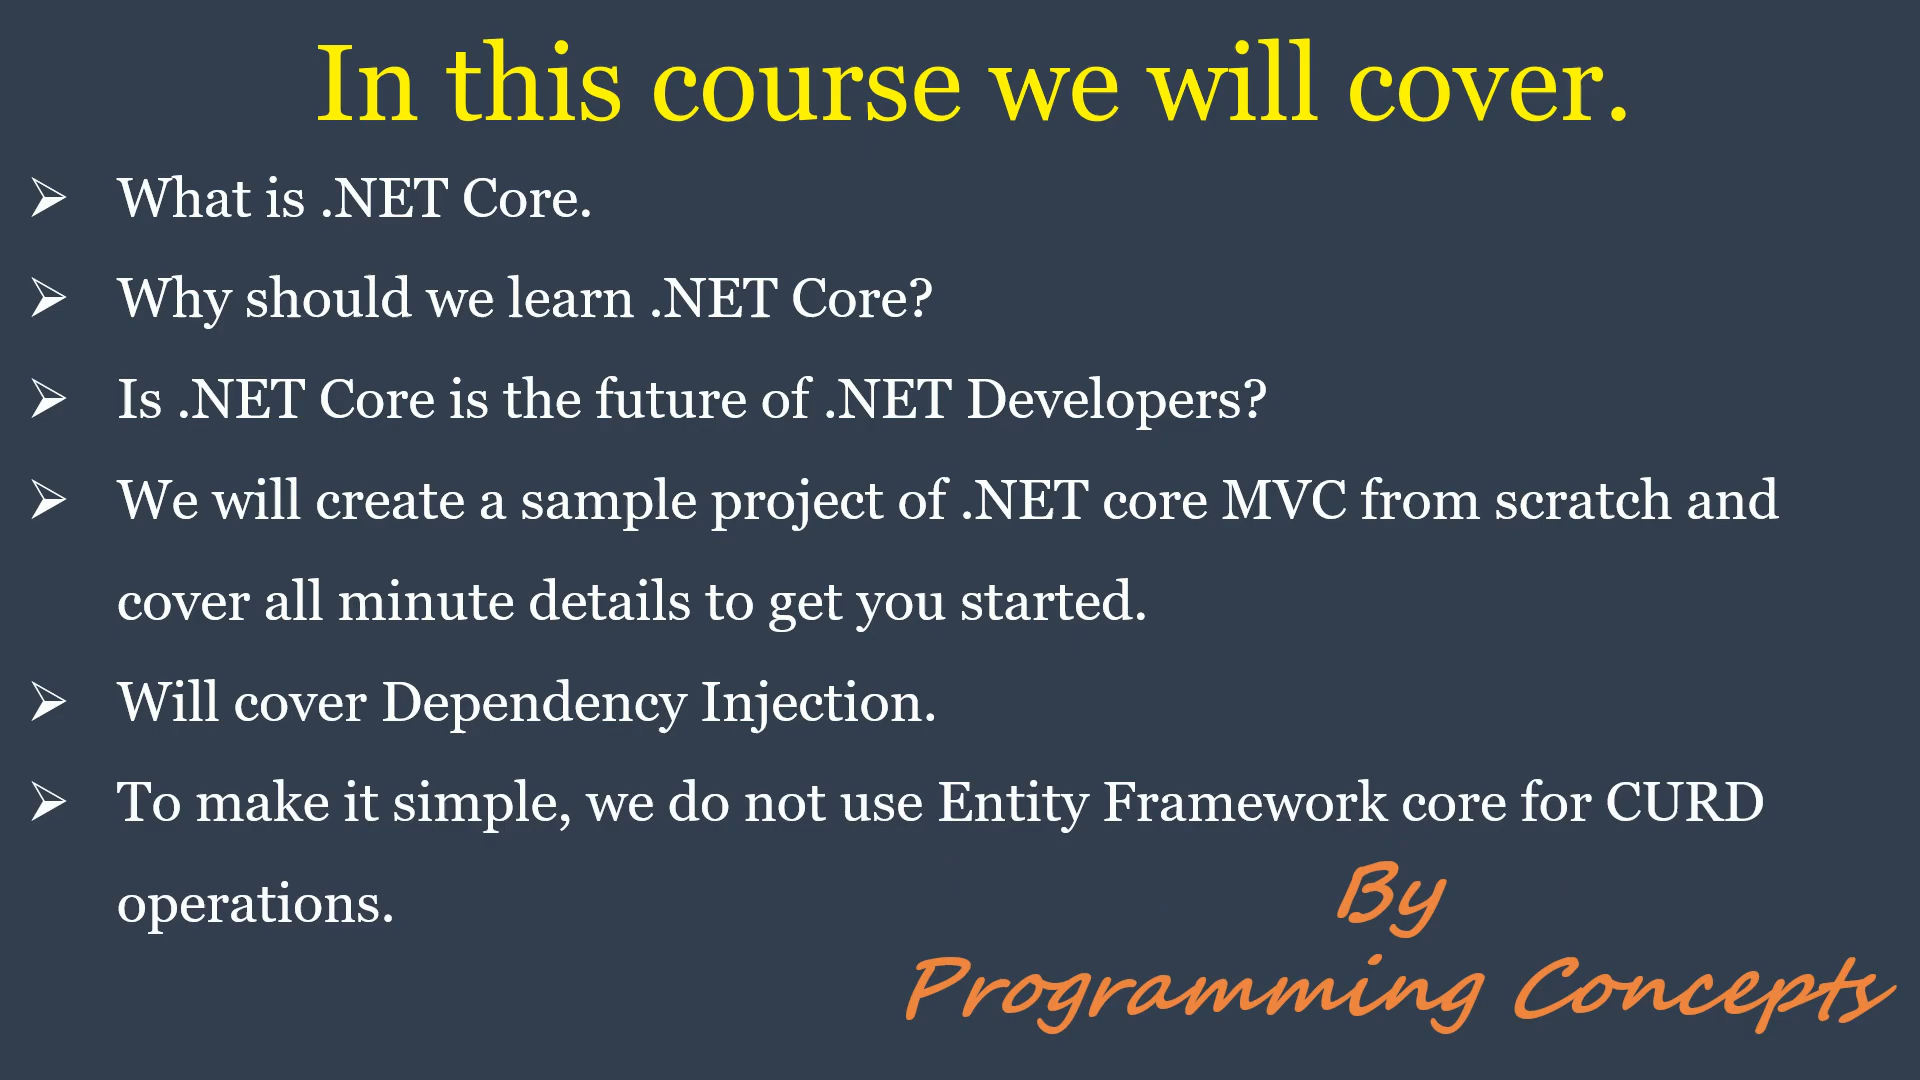 In this course we will cover.
What is .NET Core.
Why should we learn .NET Core?
Is .NET Core is the future of .NET Developers?
We will create a sample project of .NET core MVC from scratch and
cover all minute details to get you started.
Will cover Dependency Injection.
To make it simple, we do not use Entity Framework core for CURD
operations.
By
Programming Concepts